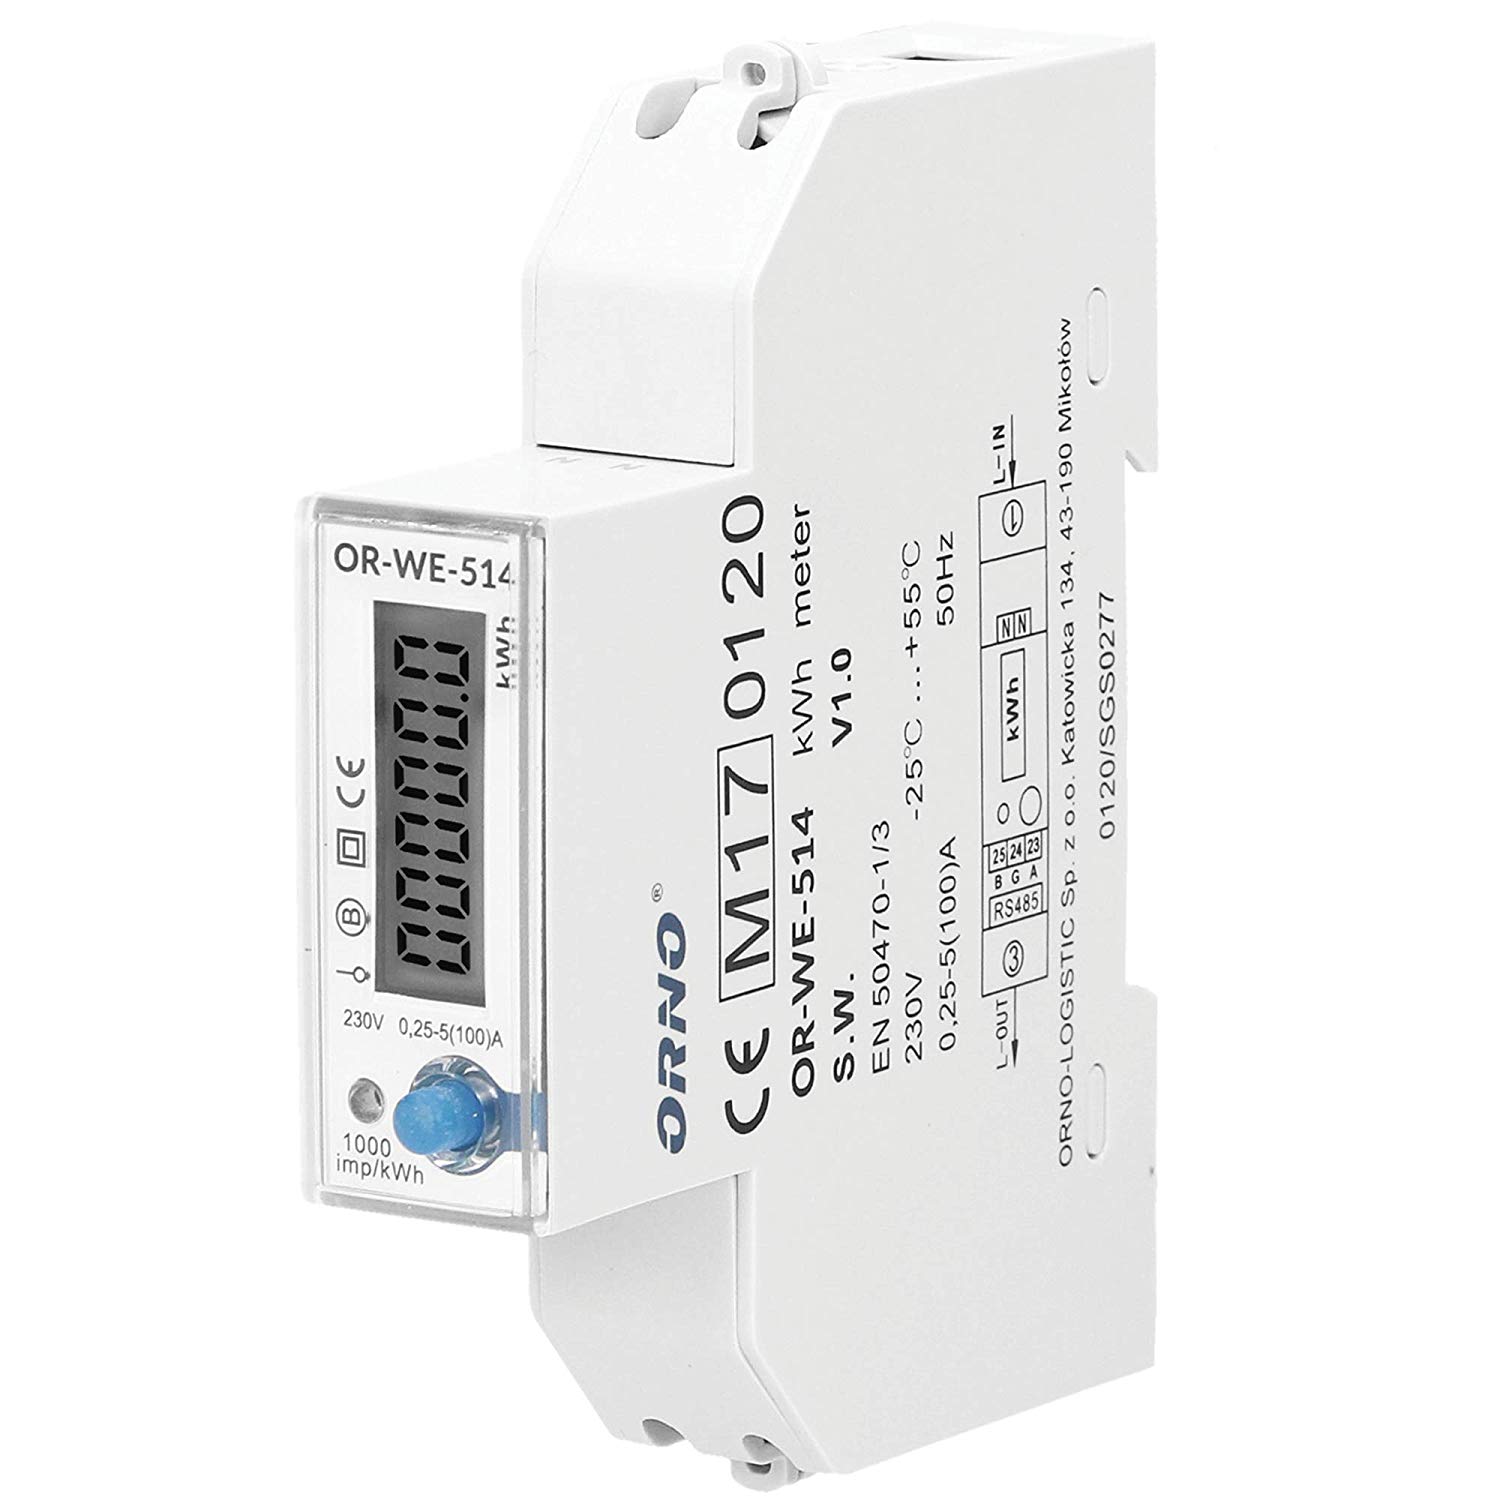 OR-WE-514
000000.0
kWh
CE
B
230V 0,25-5(100)A
1000
imp/kWh
N N
ORNO®
CE M17 0120
OR-WE-514 kWh meter
S.W. V1.0
EN 50470-1/3
230V -25°C ...+55°C
0,25-5(100)A 50Hz
L-IN
1
N N
kWh
25 24 23
B G A
RS485
3
L-OUT
ORNO-LOGISTIC Sp. z o.o. Katowicka 134, 43-190 Mikołów
0120/SGS0277